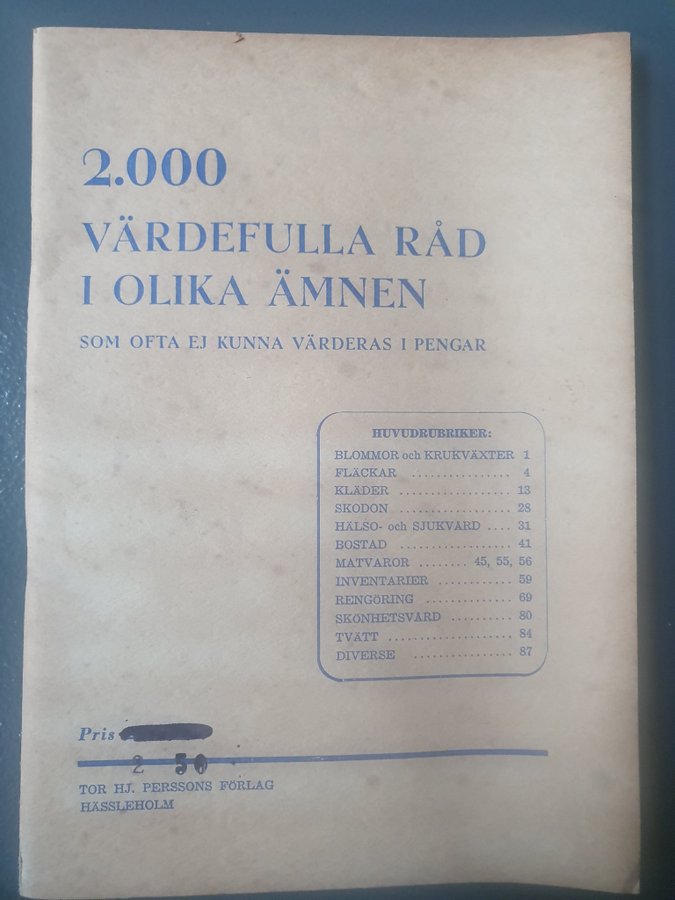 2.000
VÄRDEFULLA RÅD
I OLIKA ÄMNEN
SOM OFTA EJ KUNNA VÄRDERAS I PENGAR
HUVUDRUBRIKER:
BLOMMOR och KRUKVÄXTER 1
FLÄCKAR ................ 4
KLÄDER .................. 13
SKODON .................. 28
HÄLSO- och SJUKVÅRD .... 31
BOSTAD .................. 41
MATVAROR ........ 45, 55, 56
INVENTARIER ............ 59
RENGÖRING .............. 69
SKÖNHETSVÅRD .......... 80
TVÄTT .................... 84
DIVERSE ................ 87
Pris
2 50
TOR HJ. PERSSONS FÖRLAG
HÄSSLEHOLM